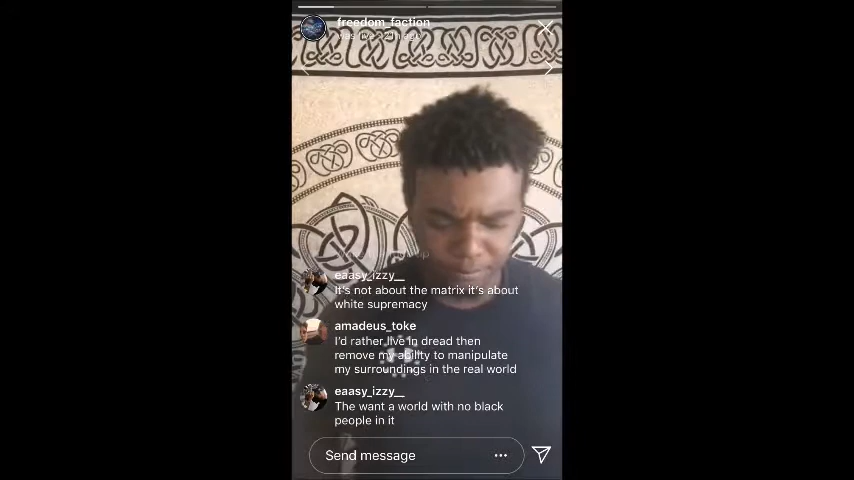 freedom_faction
was live
eaasy_izzy__
It's not about the matrix it's about
white supremacy
amadeus_toke
I'd rather live in dread then
remove my ability to manipulate
my surroundings in the real world
eaasy_izzy__
The want a world with no black
people in it
Send message